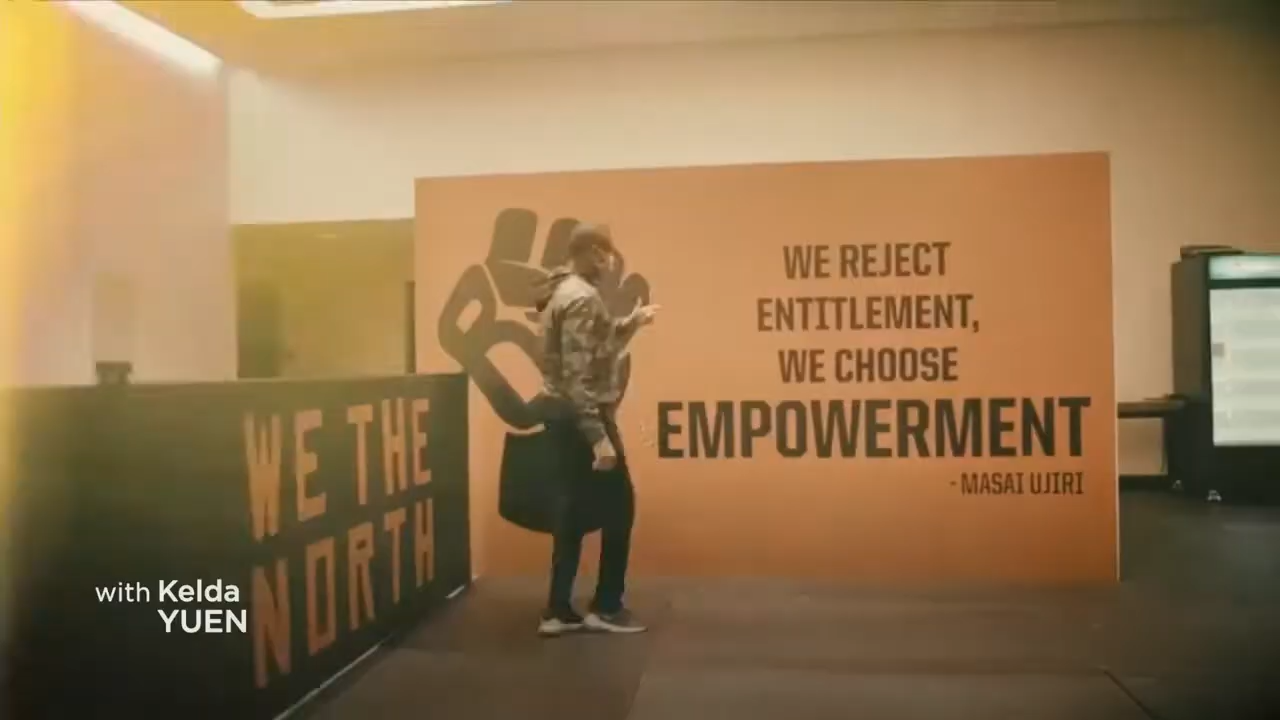 WE REJECT
ENTITLEMENT,
WE CHOOSE
EMPOWERMENT
- MASAI UJIRI
WE THE
NORTH
with Kelda
YUEN